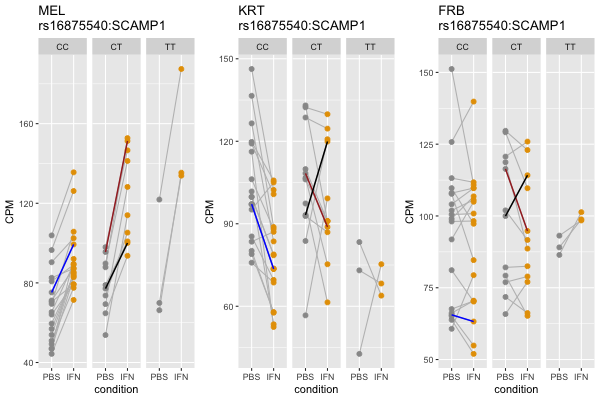 MEL
rs16875540:SCAMP1
CC CT TT
CPM
160
120
80
40
PBS IFN PBS IFN PBS IFN
condition
KRT
rs16875540:SCAMP1
CC CT TT
CPM
150
120
90
60
PBS IFN PBS IFN PBS IFN
condition
FRB
rs16875540:SCAMP1
CC CT TT
CPM
150
125
100
75
50
PBS IFN PBS IFN PBS IFN
condition